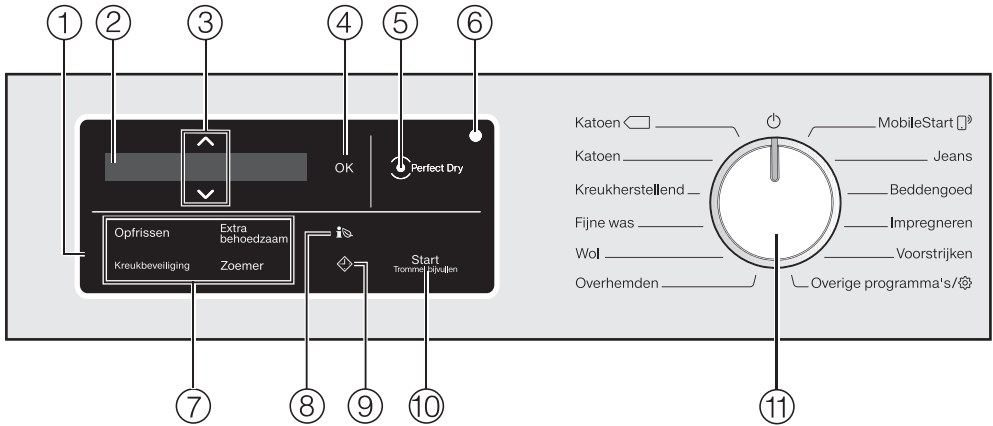 ① ② ③ ④ ⑤ ⑥
OK
Perfect Dry
Opfrissen
Extra
behoedzaam
Kreukbeveiliging
Zoemer
Start
Trommel bijvullen
Katoen
Katoen
Kreukherstellend
Fijne was
Wol
Overhemden
MobileStart
Jeans
Beddengoed
Impregneren
Voorstrijken
Overige programma's/
⑦ ⑧ ⑨ ⑩ ⑪